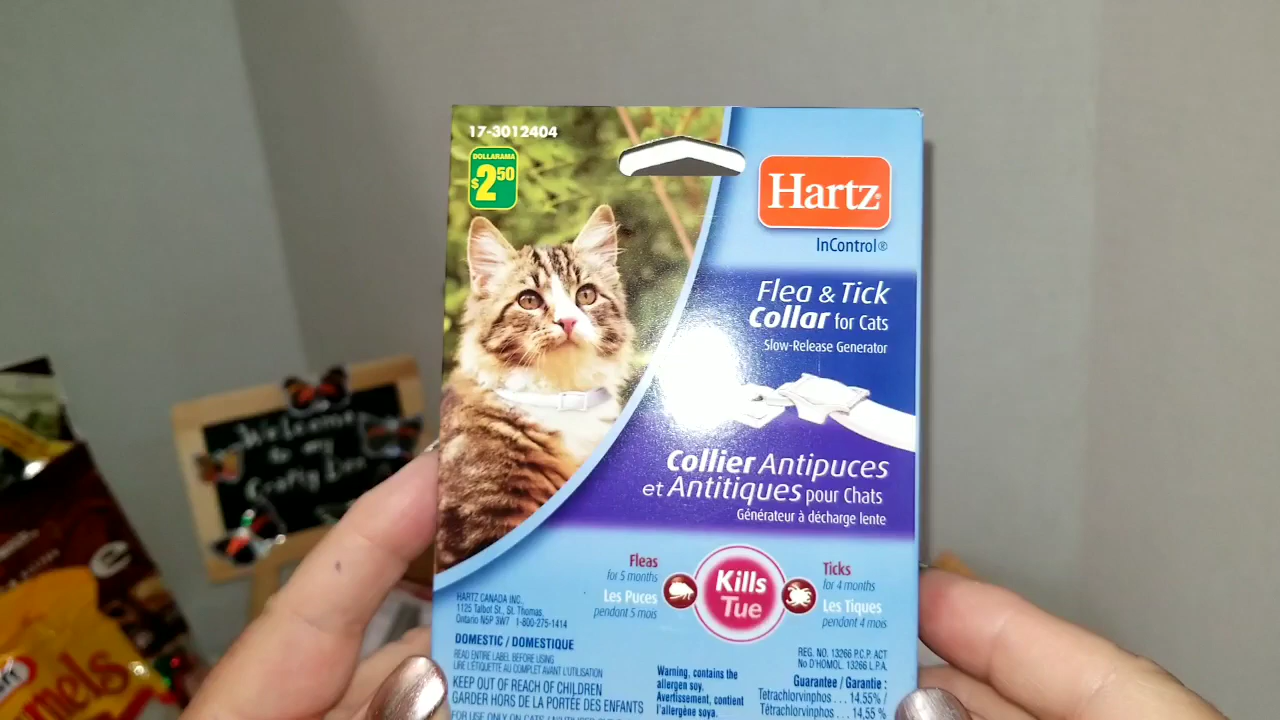 17-3012404
DOLLARAMA
$2.50
Hartz
InControl®
Flea & Tick
Collar for Cats
Slow-Release Generator
Collier Antipuces
et Antitiques pour Chats
Générateur à décharge lente
Fleas
for 5 months
Les Puces
pendant 5 mois
Kills
Tue
Ticks
for 4 months
Les Tiques
pendant 4 mois
HARTZ CANADA INC.,
1125 Talbot St., St. Thomas,
Ontario N5P 3W7 1-800-275-1414
DOMESTIC / DOMESTIQUE
READ ENTIRE LABEL BEFORE USING
LIRE L'ÉTIQUETTE AU COMPLET AVANT L'UTILISATION
KEEP OUT OF REACH OF CHILDREN
GARDER HORS DE LA PORTÉE DES ENFANTS
Warning, contains the
allergen soy.
Avertissement, contient
l'allergène soya.
REG. NO. 13266 P.C.P. ACT
No D'HOMOL. 13266 L.P.A.
Guarantee / Garantie :
Tetrachlorvinphos . . . 14,55% /
Tétrachlorvinphos . . . 14,55 %
Welcome
to my
Crafty